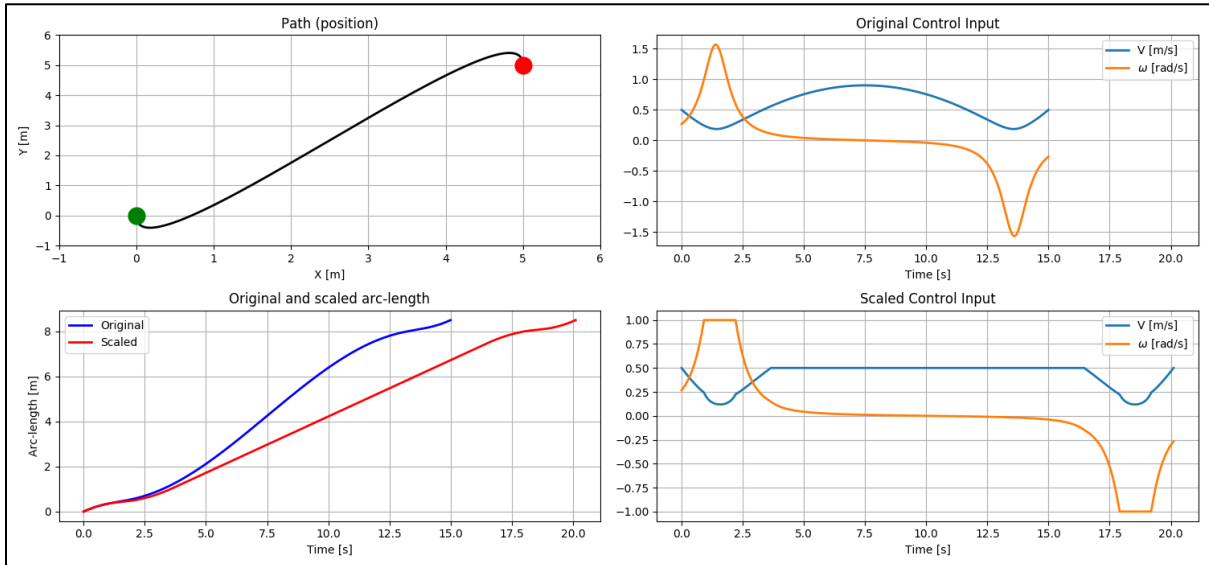 Path (position)
6
5
4
3
2
1
0
−1
Y [m]
−1 0 1 2 3 4 5 6
X [m]
Original Control Input
V [m/s]
ω [rad/s]
1.5
1.0
0.5
0.0
−0.5
−1.0
−1.5
0.0 2.5 5.0 7.5 10.0 12.5 15.0 17.5 20.0
Time [s]
Original and scaled arc-length
Original
Scaled
8
6
4
2
0
Arc-length [m]
0.0 2.5 5.0 7.5 10.0 12.5 15.0 17.5 20.0
Time [s]
Scaled Control Input
V [m/s]
ω [rad/s]
1.00
0.75
0.50
0.25
0.00
−0.25
−0.50
−0.75
−1.00
0.0 2.5 5.0 7.5 10.0 12.5 15.0 17.5 20.0
Time [s]